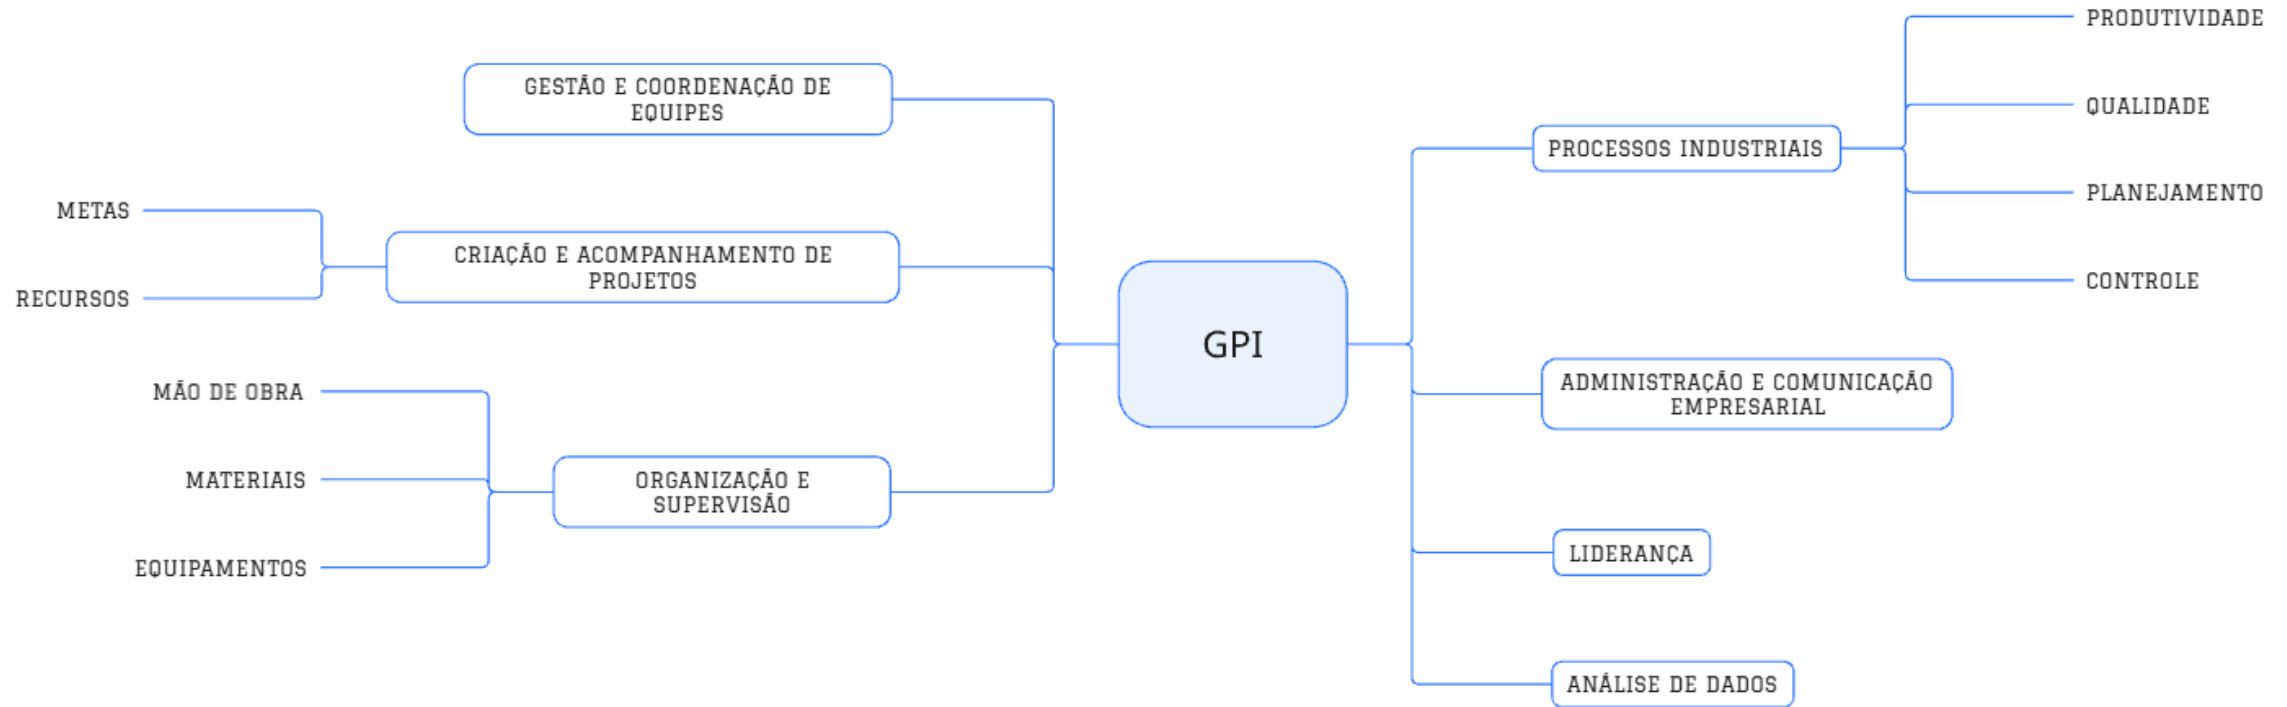 GESTÃO E COORDENAÇÃO DE
EQUIPES
METAS
CRIAÇÃO E ACOMPANHAMENTO DE
PROJETOS
RECURSOS
MÃO DE OBRA
MATERIAIS
ORGANIZAÇÃO E
SUPERVISÃO
EQUIPAMENTOS
GPI
PRODUTIVIDADE
QUALIDADE
PROCESSOS INDUSTRIAIS
PLANEJAMENTO
CONTROLE
ADMINISTRAÇÃO E COMUNICAÇÃO
EMPRESARIAL
LIDERANÇA
ANÁLISE DE DADOS